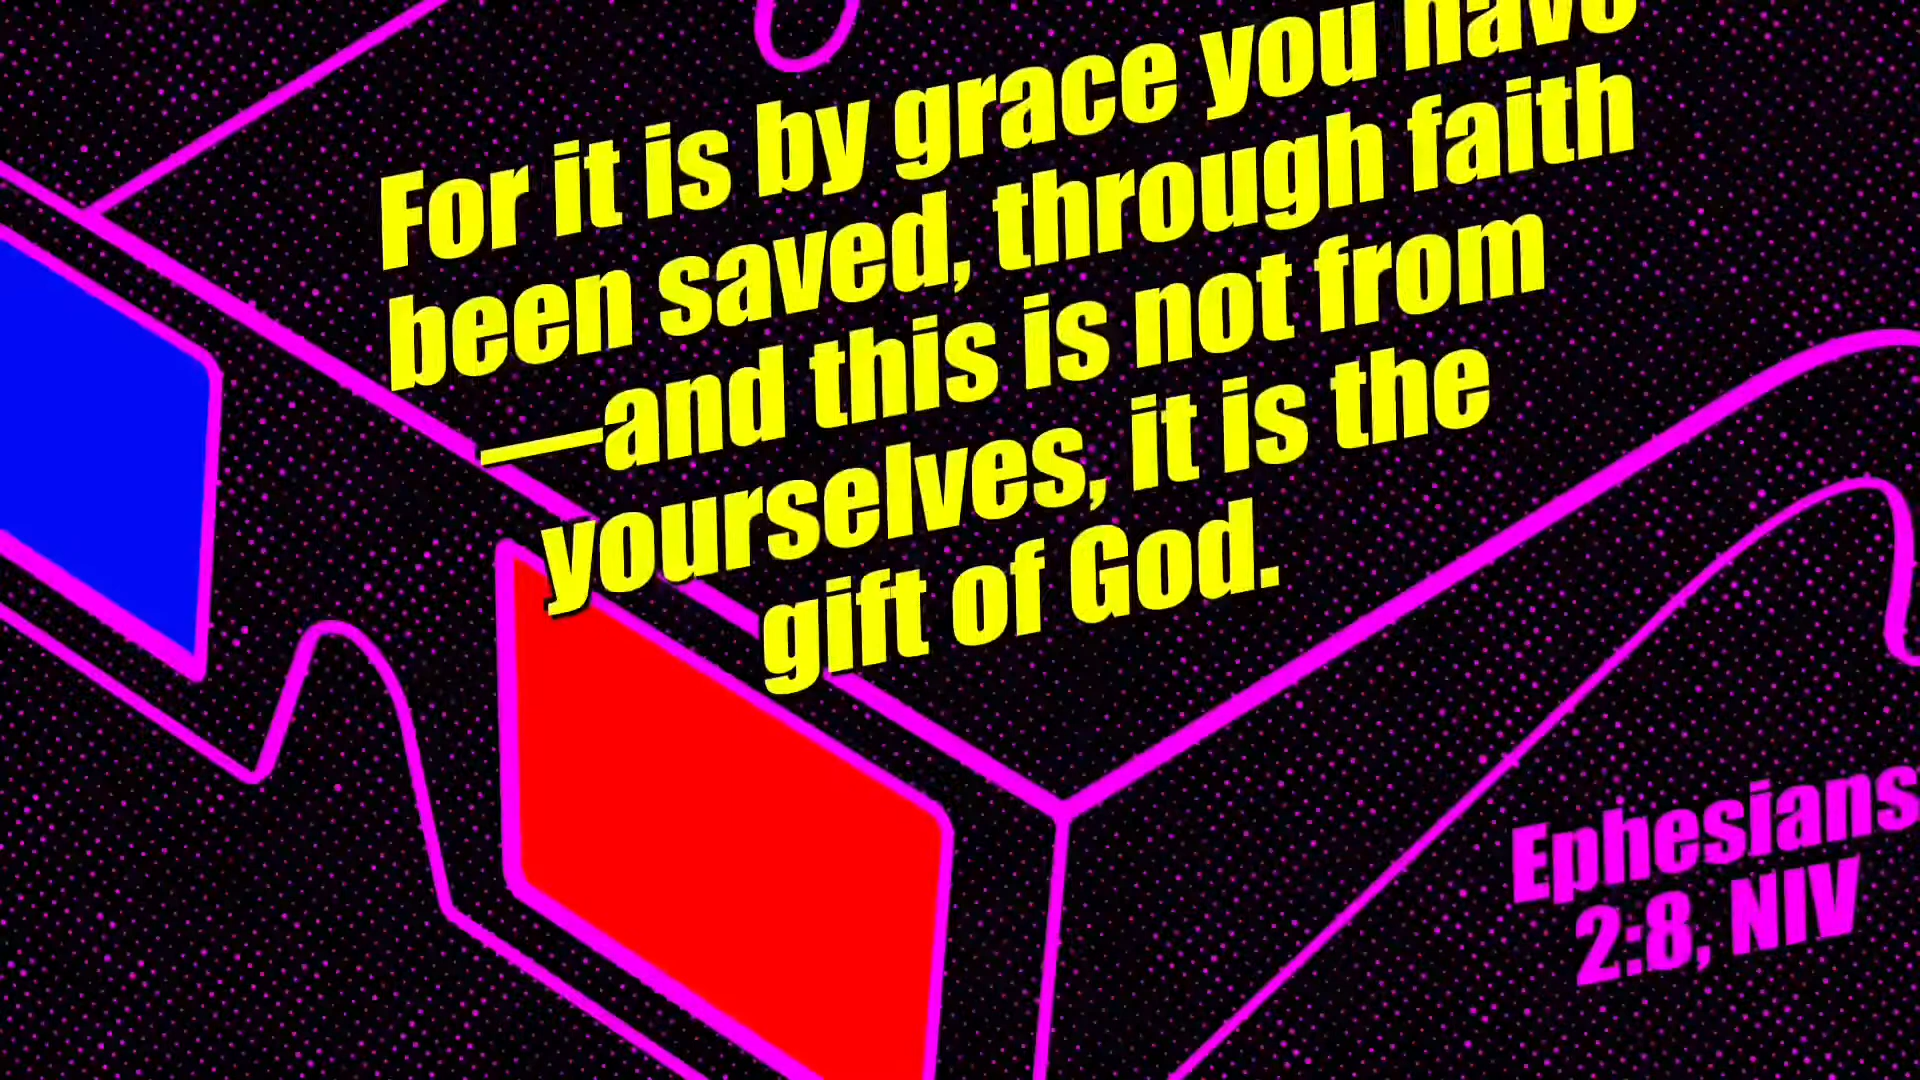 For it is by grace you have
been saved, through faith
—and this is not from
yourselves, it is the
gift of God.
Ephesians
2:8, NIV